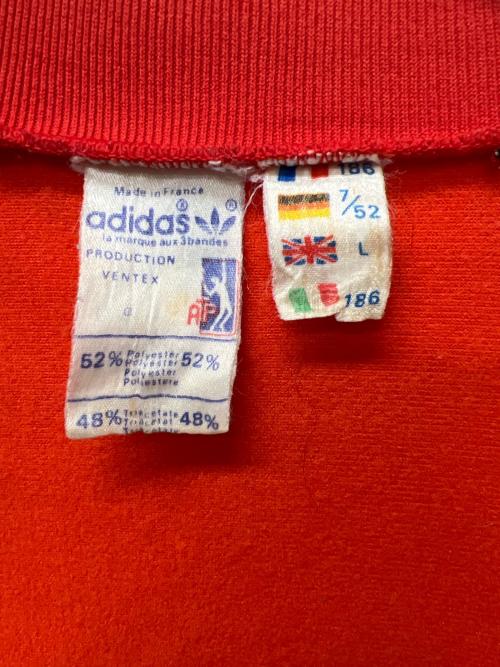 Made in France
adidas®
®
la marque aux 3 bandes
PRODUCTION
VENTEX
ATP
52% Polyester 52%
Polyester
Polyester
48% Triacetate 48%
186
7/52
L
186